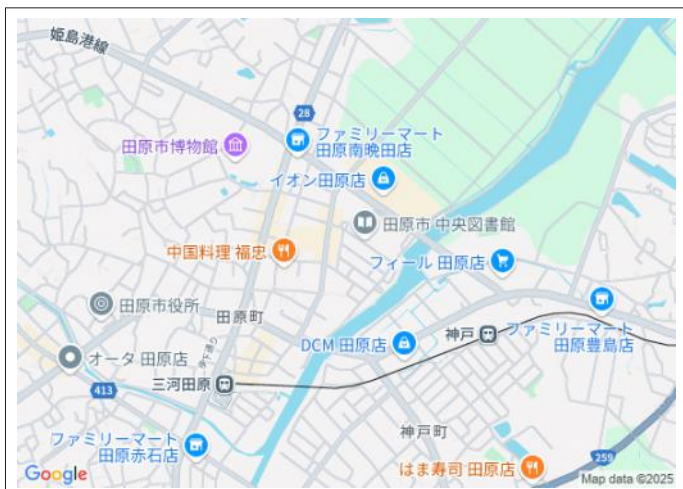 姫島港線
28
ファミリーマート
田原南晩田店
田原市博物館
イオン田原店
田原市 中央図書館
中国料理 福忠
フィール 田原店
田原市役所
田原町
ファミリーマート
田原豊島店
DCM 田原店
神戸
オータ 田原店
三河田原
413
神戸町
ファミリーマート
田原赤石店
259
はま寿司 田原店
Google
Map data ©2025